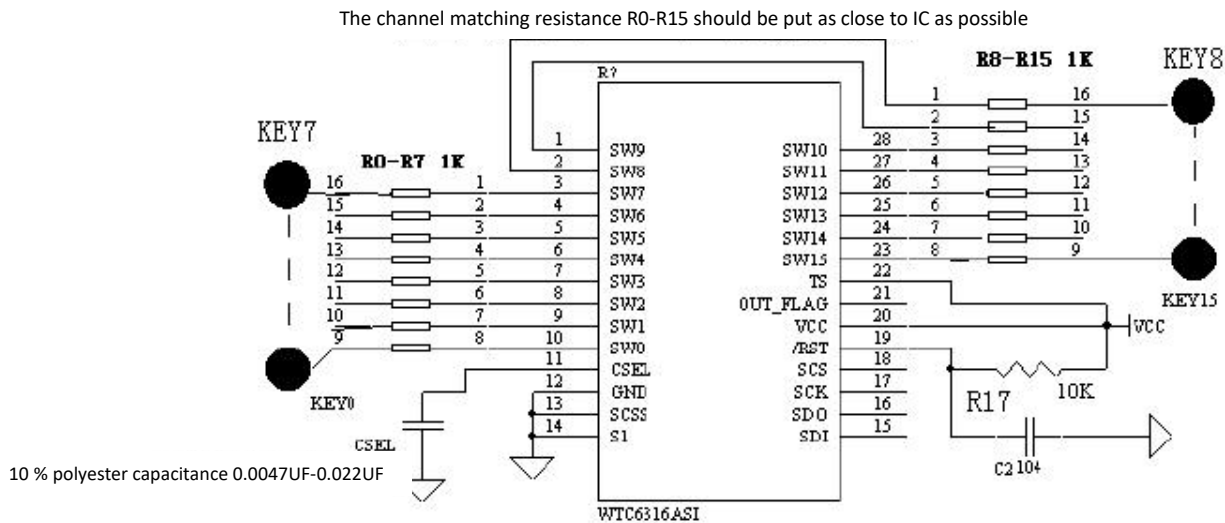 The channel matching resistance R0-R15 should be put as close to IC as possible
R8-R15 1K
KEY8
R?
1 16
2 15
KEY7
1 SW9
28 3 14
SW10
2 SW8
27 4 13
SW11
R0-R7 1K
16 1 3 SW7
26 5 12
SW12
15 2 4 SW6
25 6 11
SW13
14 3 5 SW5
24 7 10
SW14
13 4 6 SW4
23 8 9
SW15
12 5 7 SW3
TS 22
11 6 8 SW2
OUT_FLAG 21
KEY15
10 7 9 SW1
VCC 20
VCC
9 8 10 SW0
/RST 19
11 CSEL
SCS 18
12 GND
SCK 17
R17 10K
KEY0
13 SCSS
SDO 16
14 S1
SDI 15
CSEL
C2 104
10 % polyester capacitance 0.0047UF-0.022UF
WTC6316ASI